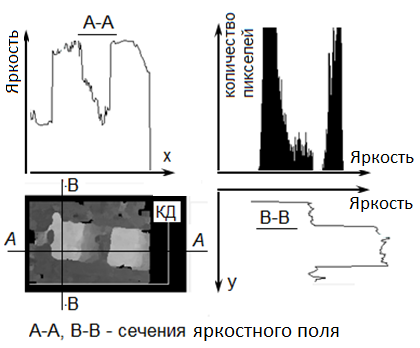 A-A
Яркость
x
количество
пикселей
Яркость
·B
КД
A
A
·B
Яркость
B-B
y
A-A, B-B - сечения яркостного поля